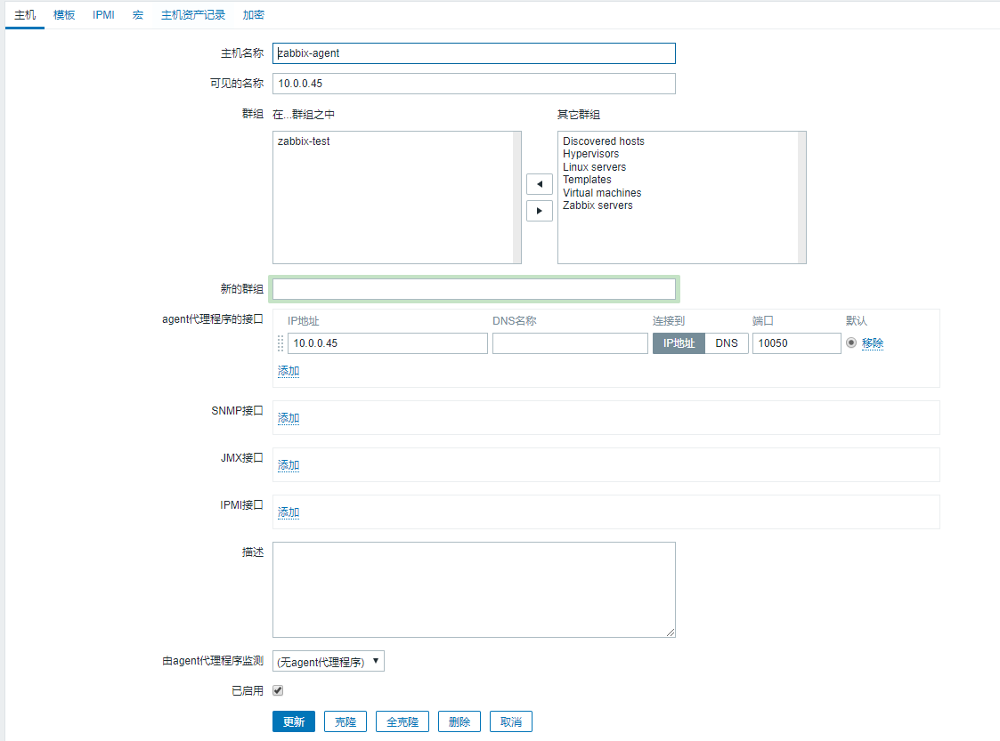 主机 模板 IPMI 宏 主机资产记录 加密
主机名称 zabbix-agent
可见的名称 10.0.0.45
群组 在...群组之中 其它群组
zabbix-test
Discovered hosts
Hypervisors
Linux servers
Templates
Virtual machines
Zabbix servers
新的群组
agent代理程序的接口 IP地址 DNS名称 连接到 端口 默认
10.0.0.45 IP地址 DNS 10050 移除
添加
SNMP接口 添加
JMX接口 添加
IPMI接口 添加
描述
由agent代理程序监测 (无agent代理程序)
已启用
更新 克隆 全克隆 删除 取消